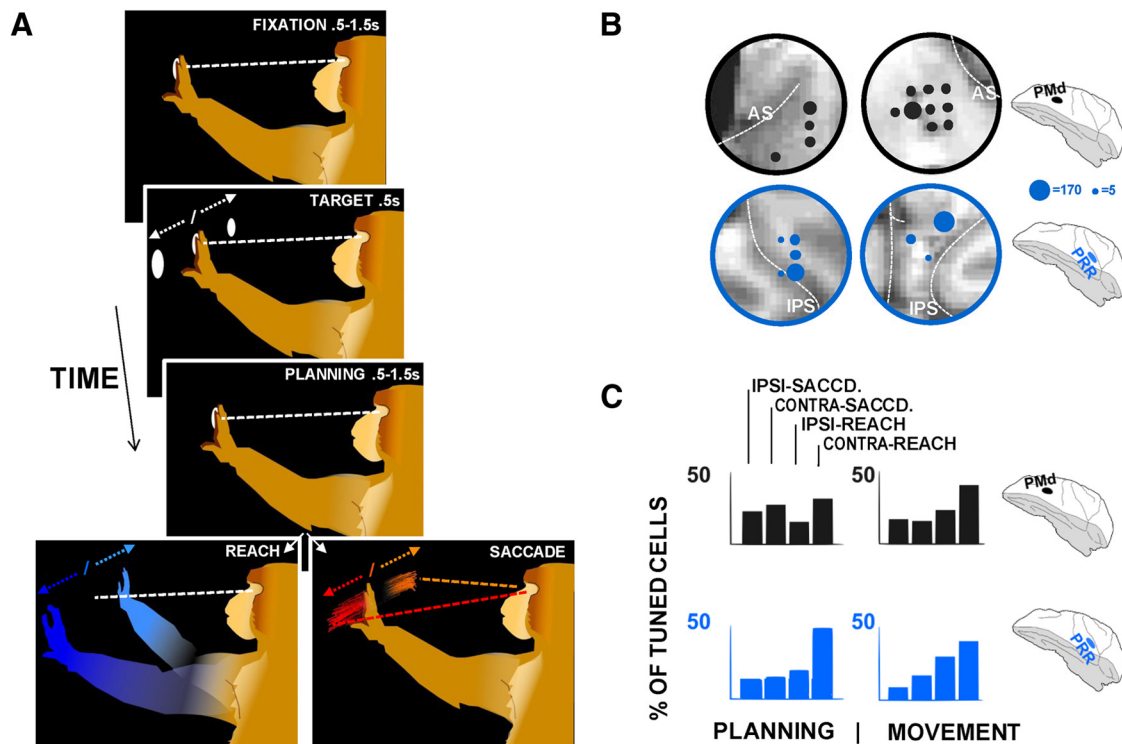 A
FIXATION .5-1.5s
TARGET .5s
TIME
PLANNING .5-1.5s
REACH
SACCADE
B
AS
AS
PMd
=170 =5
IPS
IPS
PRR
C
IPSI-SACCD.
CONTRA-SACCD.
IPSI-REACH
CONTRA-REACH
50
PMd
% OF TUNED CELLS
50
PRR
PLANNING | MOVEMENT